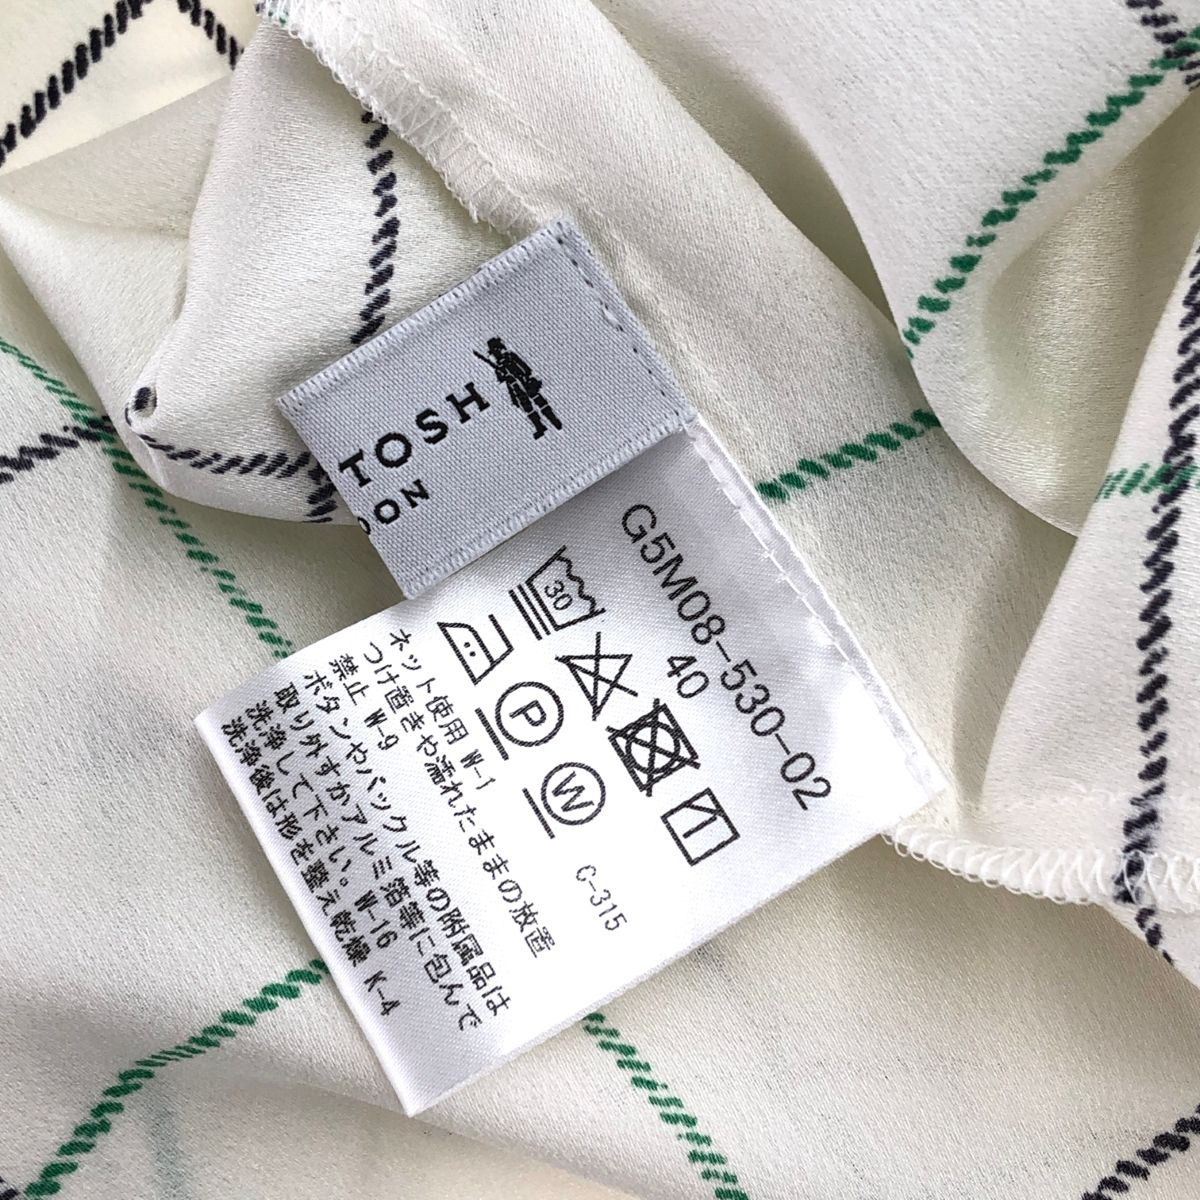 TOSH
DON
G5M08-530-02
40
30
P
W
C-315
ネット使用 W-1
つけ置きや濡れたままの放置
禁止 W-9
ボタンやバックル等の附属品は
取り外すかアルミ箔等に包んで
洗浄して下さい。W-16
洗浄後は形を整え乾燥 K-4